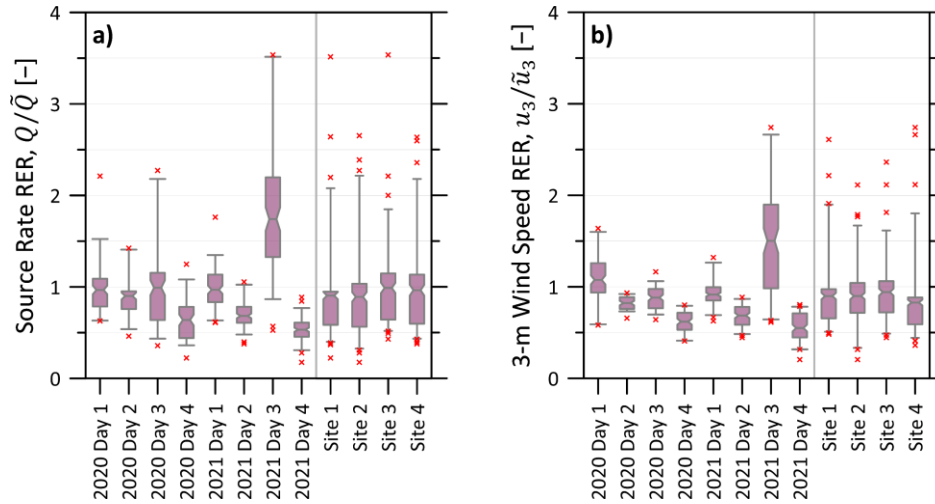 a)
Source Rate RER, Q/Q̃ [–]
4
3
2
1
0
2020 Day 1
2020 Day 2
2020 Day 3
2020 Day 4
2021 Day 1
2021 Day 2
2021 Day 3
2021 Day 4
Site 1
Site 2
Site 3
Site 4
b)
3-m Wind Speed RER, u₃/ũ₃ [–]
4
3
2
1
0
2020 Day 1
2020 Day 2
2020 Day 3
2020 Day 4
2021 Day 1
2021 Day 2
2021 Day 3
2021 Day 4
Site 1
Site 2
Site 3
Site 4